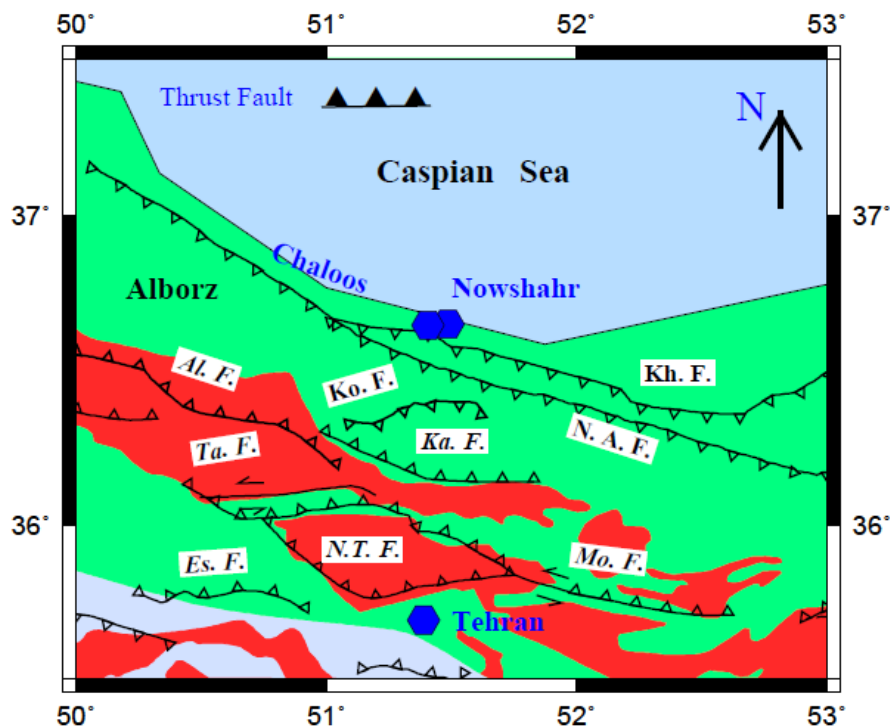 50° 51° 52° 53°
Thrust Fault
N
Caspian Sea
37° 37°
Chaloos
Alborz
Nowshahr
Al. F.
Ko. F.
Kh. F.
Ta. F.
Ka. F.
N. A. F.
36° 36°
Es. F.
N.T. F.
Mo. F.
Tehran
50° 51° 52° 53°